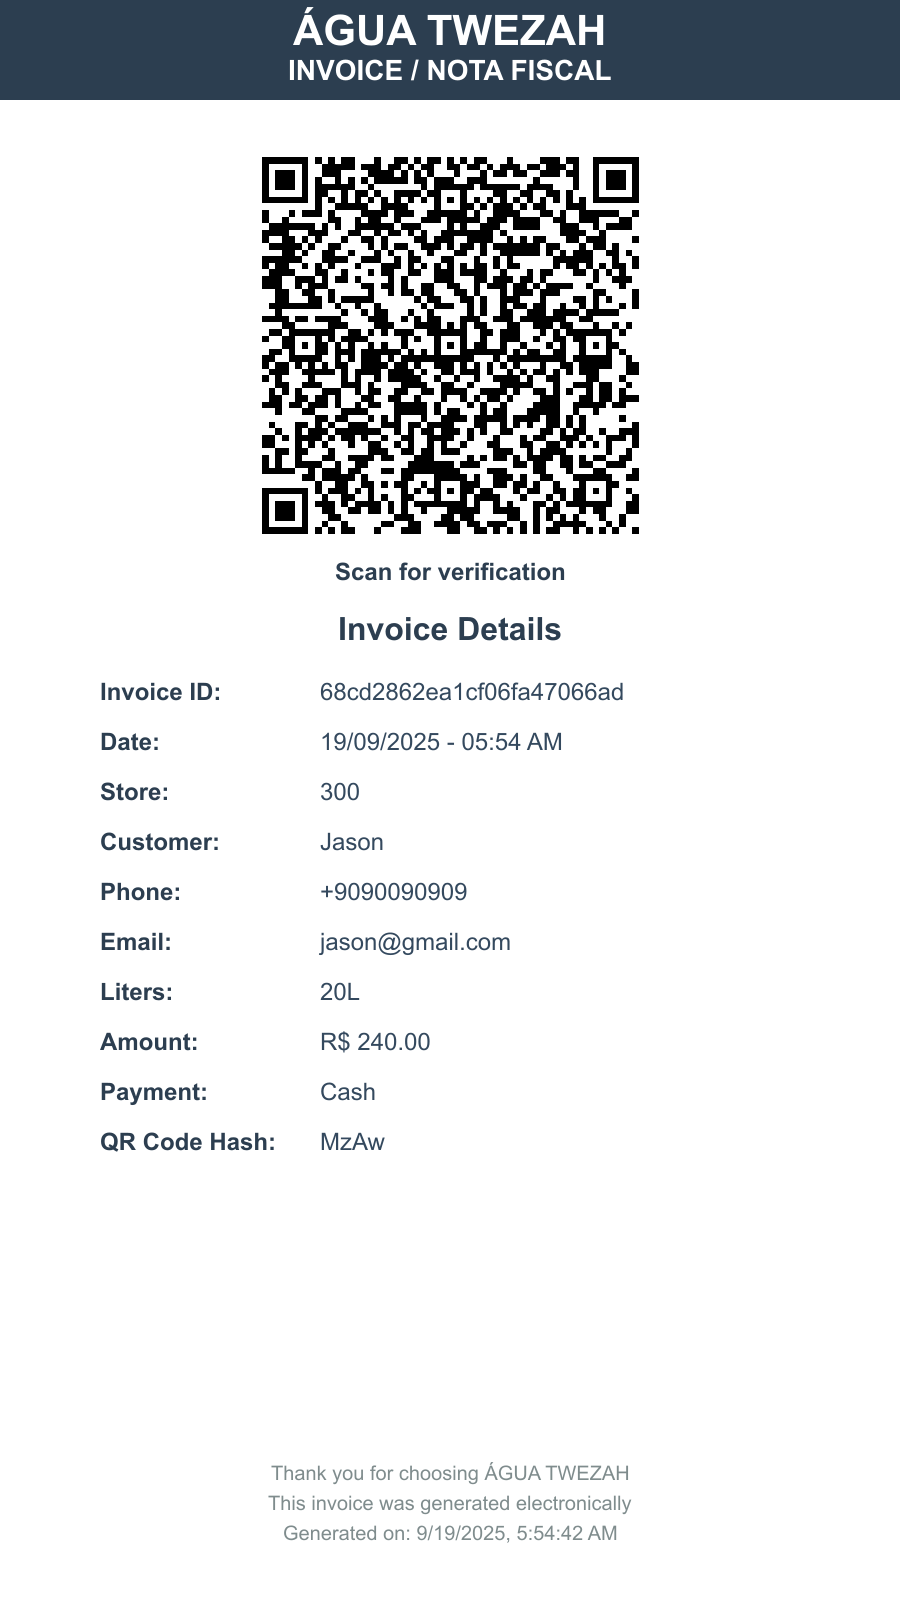 ÁGUA TWEZAH
INVOICE / NOTA FISCAL
Scan for verification
Invoice Details
Invoice ID: 68cd2862ea1cf06fa47066ad
Date: 19/09/2025 - 05:54 AM
Store: 300
Customer: Jason
Phone: +9090090909
Email: jason@gmail.com
Liters: 20L
Amount: R$ 240.00
Payment: Cash
QR Code Hash: MzAw
Thank you for choosing ÁGUA TWEZAH
This invoice was generated electronically
Generated on: 9/19/2025, 5:54:42 AM